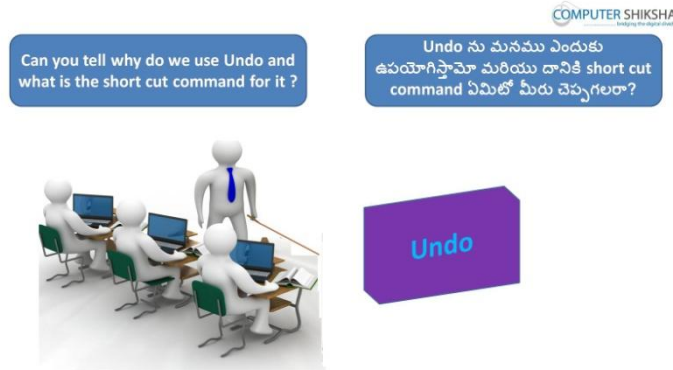 COMPUTER SHIKSHA
Bridging the digital divide
Can you tell why do we use Undo and
what is the short cut command for it ?
Undo ను మనము ఎందుకు
ఉపయోగిస్తామో మరియు దానికి short cut
command ఏమిటో మీరు చెప్పగలరా?
Undo